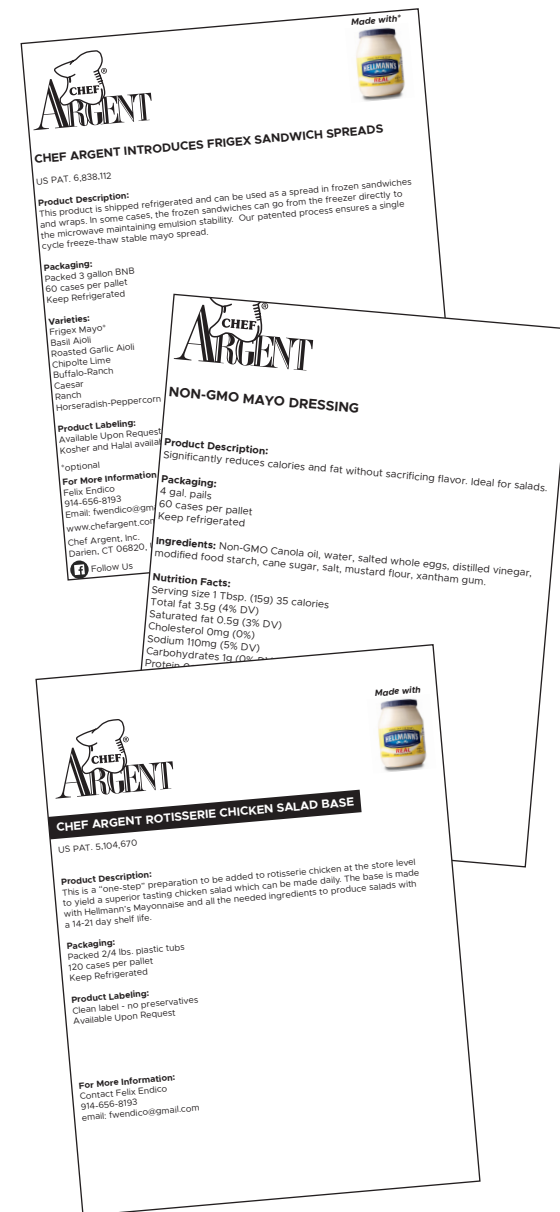 Made with*
HELLMANN'S
REAL
CHEF
ARGENT
®
CHEF ARGENT INTRODUCES FRIGEX SANDWICH SPREADS
US PAT. 6,838,112
Product Description:
This product is shipped refrigerated and can be used as a spread in frozen sandwiches
and wraps. In some cases, the frozen sandwiches can go from the freezer directly to
the microwave maintaining emulsion stability. Our patented process ensures a single
cycle freeze-thaw stable mayo spread.
Packaging:
Packed 3 gallon BNB
60 cases per pallet
Keep Refrigerated
Varieties:
Frigex Mayo*
Basil Aioli
Roasted Garlic Aioli
Chipolte Lime
Buffalo-Ranch
Caesar
Ranch
Horseradish-Peppercorn
Product Labeling:
Available Upon Request
Kosher and Halal
*optional
For More Information
Felix Endico
914-656-8193
Email:
www.chefargent.com
Chef Argent, Inc.
Darien, CT 06820,
Follow Us
CHEF
ARGENT
®
NON-GMO MAYO DRESSING
Product Description:
Significantly reduces calories and fat without sacrificing flavor. Ideal for salads.
Packaging:
4 gal. pails
60 cases per pallet
Keep refrigerated
Ingredients: Non-GMO Canola oil, water, salted whole eggs, distilled vinegar,
modified food starch, cane sugar, salt, mustard flour, xantham gum.
Nutrition Facts:
Serving size 1 Tbsp. (15g) 35 calories
Total fat 3.5g (4% DV)
Saturated fat 0.5g (3% DV)
Cholesterol 0mg (0%)
Sodium 110mg (5% DV)
Carbohydrates 1g (0%
Protein
Made with
HELLMANN'S
REAL
CHEF
ARGENT
®
CHEF ARGENT ROTISSERIE CHICKEN SALAD BASE
US PAT. 5,104,670
Product Description:
This is a "one-step" preparation to be added to rotisserie chicken at the store level
to yield a superior tasting chicken salad which can be made daily. The base is made
with Hellmann's Mayonnaise and all the needed ingredients to produce salads with
a 14-21 day shelf life.
Packaging:
Packed 2/4 lbs. plastic tubs
120 cases per pallet
Keep Refrigerated
Product Labeling:
Clean label - no preservatives
Available Upon Request
For More Information:
Contact Felix Endico
914-656-8193
email: fwendico@gmail.com